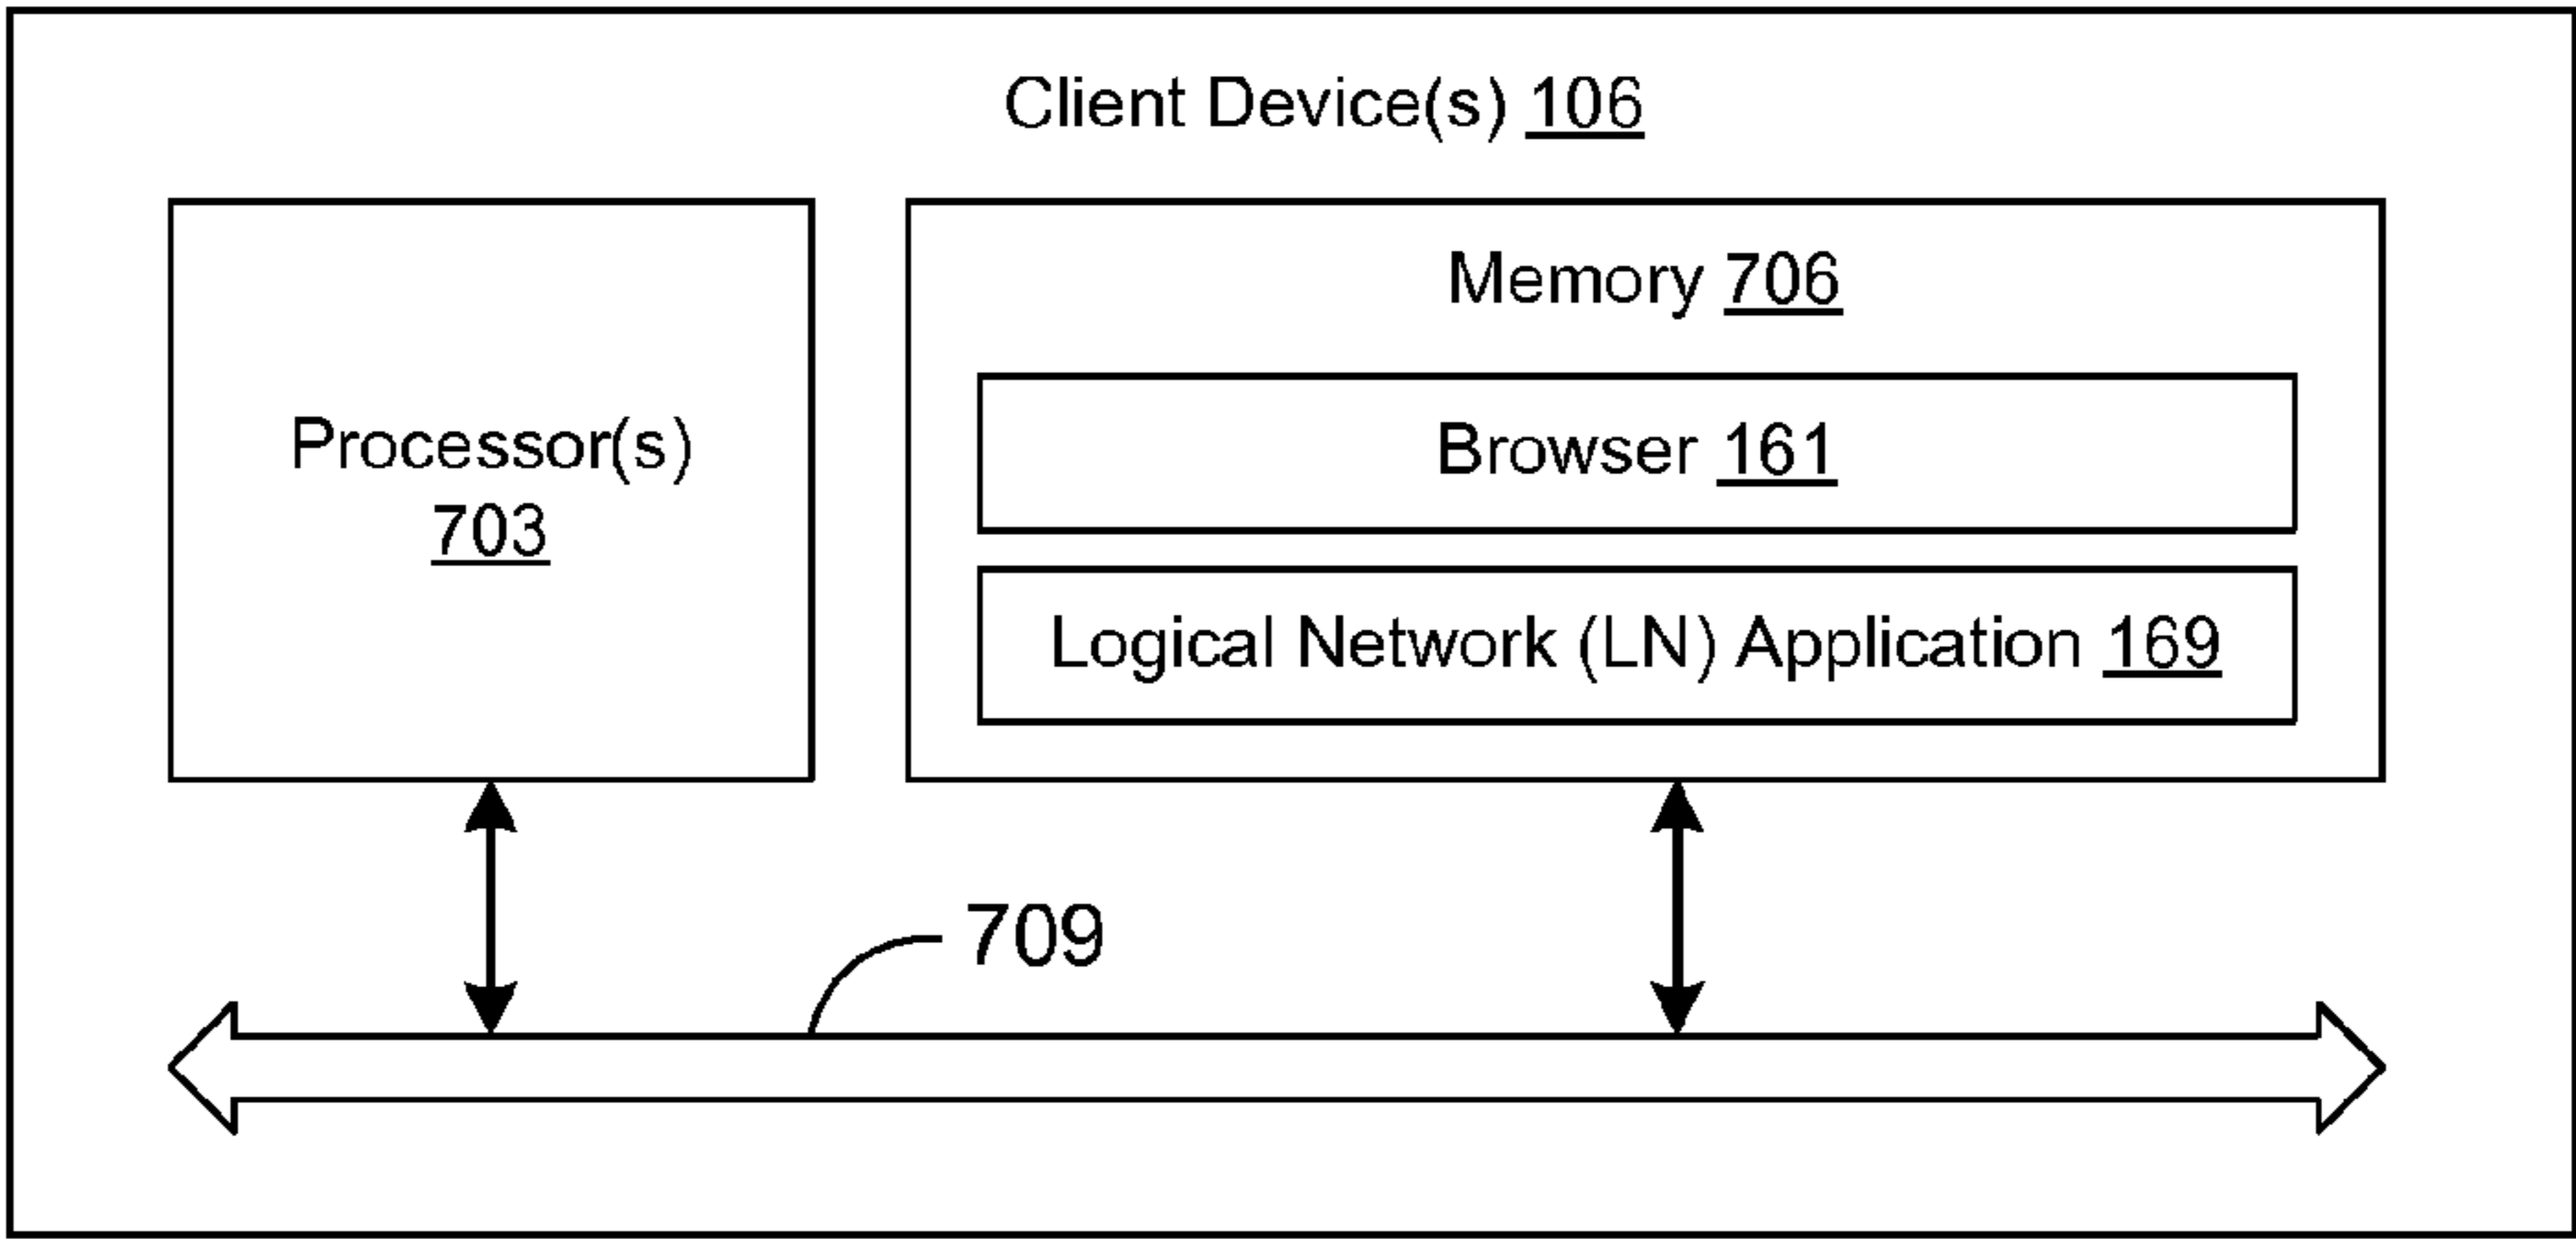 Client Device(s) 106
Processor(s)
703
Memory 706
Browser 161
Logical Network (LN) Application 169
709